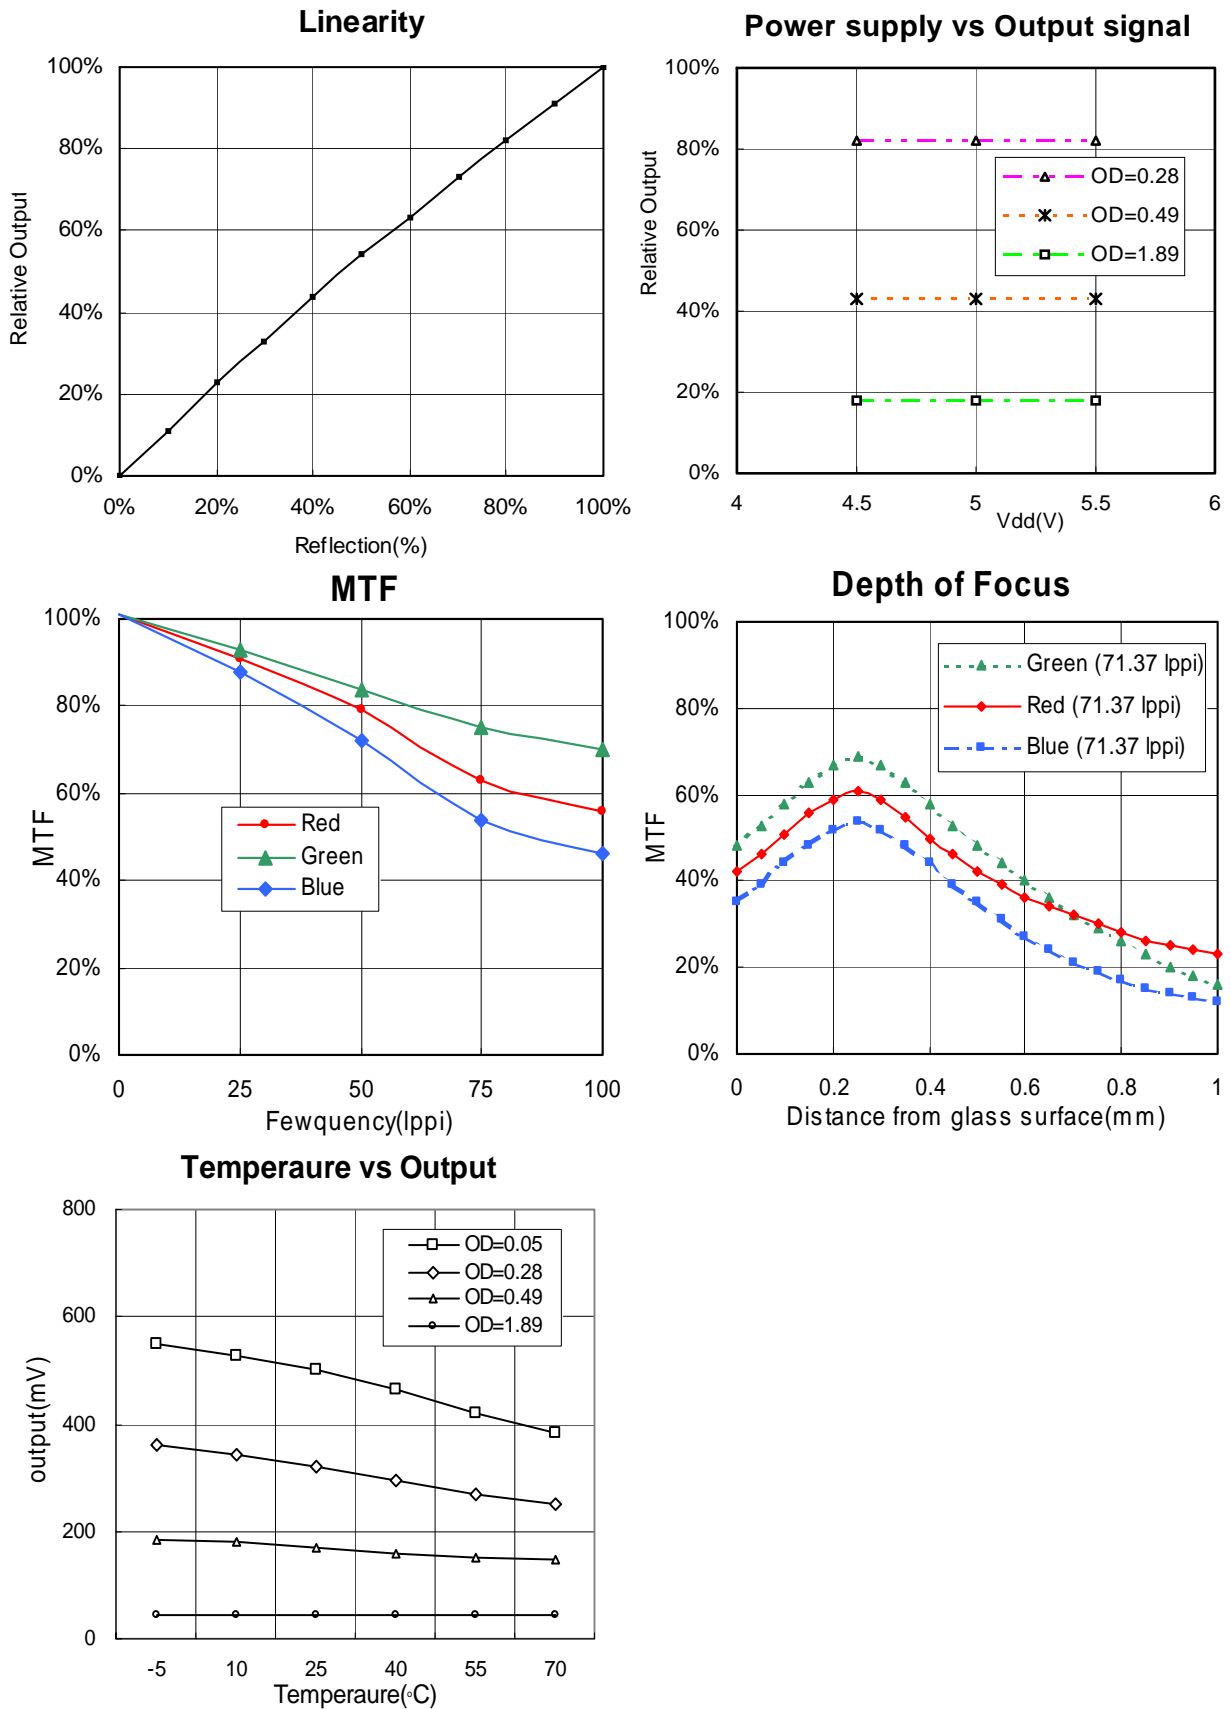 Linearity
100%
80%
60%
40%
20%
0%
Relative Output
0%
20%
40%
60%
80%
100%
Reflection(%)
Power supply vs Output signal
100%
80%
60%
40%
20%
0%
Relative Output
OD=0.28
OD=0.49
OD=1.89
4
4.5
5
5.5
6
Vdd(V)
MTF
100%
80%
60%
40%
20%
0%
MTF
Red
Green
Blue
0
25
50
75
100
Fewquency(lppi)
Depth of Focus
100%
80%
60%
40%
20%
0%
MTF
Green (71.37 lppi)
Red (71.37 lppi)
Blue (71.37 lppi)
0
0.2
0.4
0.6
0.8
1
Distance from glass surface(mm)
Temperaure vs Output
800
600
400
200
0
output(mV)
OD=0.05
OD=0.28
OD=0.49
OD=1.89
-5
10
25
40
55
70
Temperaure(°C)